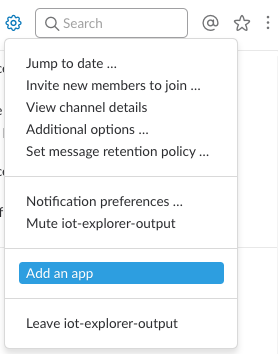 Search
Jump to date ...
Invite new members to join ...
View channel details
Additional options ...
Set message retention policy ...
Notification preferences ...
Mute iot-explorer-output
Add an app
Leave iot-explorer-output